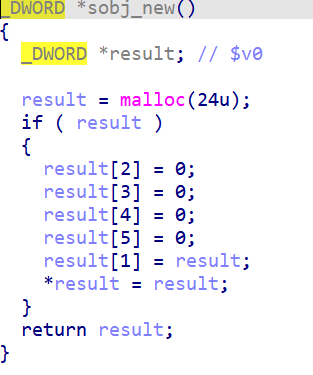 _DWORD *sobj_new()
{
  _DWORD *result; // $v0

  result = malloc(24u);
  if ( result )
  {
    result[2] = 0;
    result[3] = 0;
    result[4] = 0;
    result[5] = 0;
    result[1] = result;
    *result = result;
  }
  return result;
}